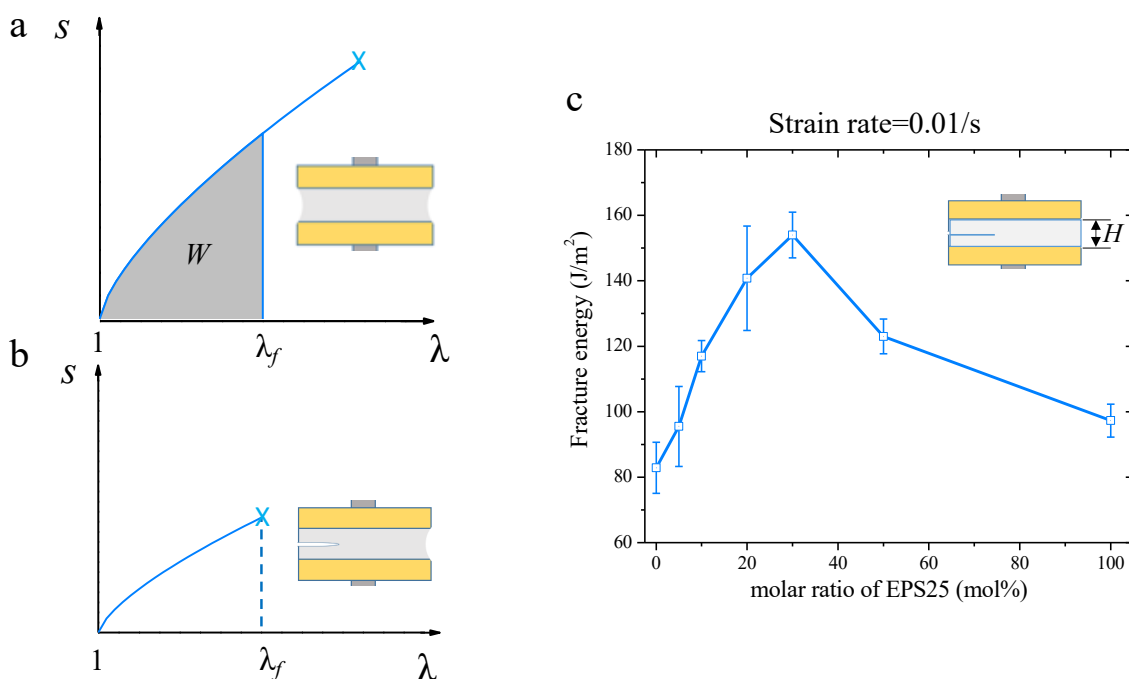 a
s
W
1
λf
λ
b
s
1
λf
λ
c
Strain rate=0.01/s
Fracture energy (J/m²)
180
160
140
120
100
80
60
H
0
20
40
60
80
100
molar ratio of EPS25 (mol%)